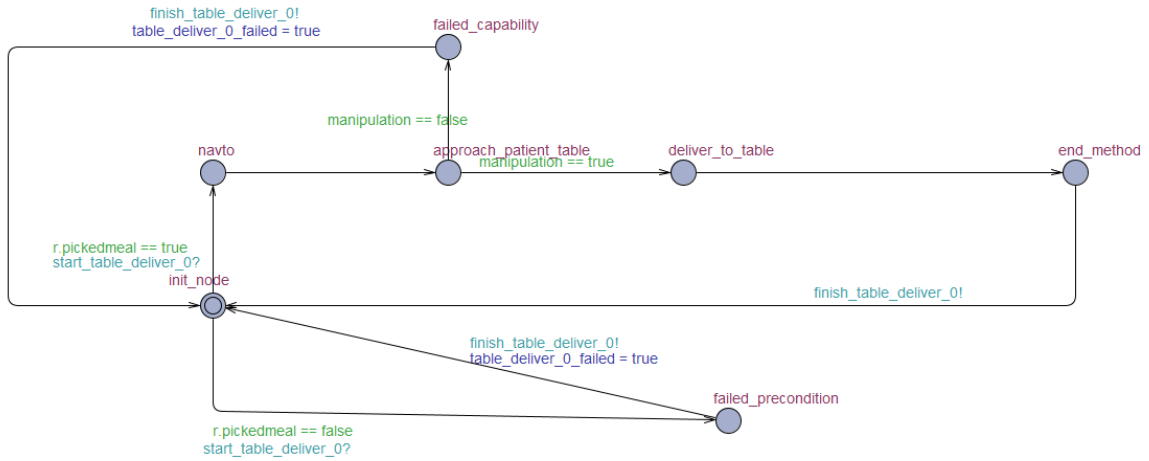 finish_table_deliver_0!
table_deliver_0_failed = true
failed_capability
manipulation == false
navto
approach_patient_table
manipulation == true
deliver_to_table
end_method
r.pickedmeal == true
start_table_deliver_0?
init_node
finish_table_deliver_0!
finish_table_deliver_0!
table_deliver_0_failed = true
failed_precondition
r.pickedmeal == false
start_table_deliver_0?